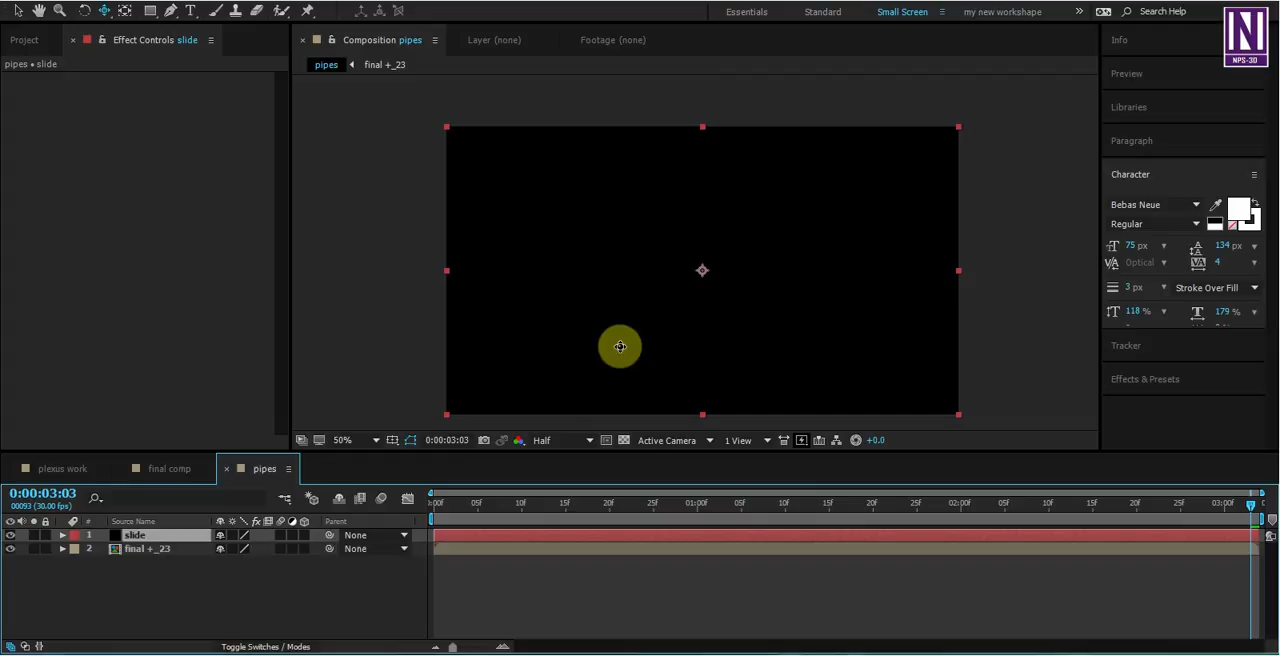 T
Essentials
Standard
Small Screen
my new workshape
Search Help
N
NPS-3D
Project
Effect Controls slide
Composition pipes
Layer (none)
Footage (none)
Info
pipes • slide
pipes
final +_23
Preview
Libraries
Paragraph
Character
Bebas Neue
Regular
75 px
134 px
Optical
VA
4
3 px
Stroke Over Fill
118 %
179 %
Tracker
Effects & Presets
50%
0:00:03:03
Half
Active Camera
1 View
+0.0
plexus work
final comp
pipes
0:00:03:03
00093 (30.00 fps)
:00f
05f
10f
15f
20f
25f
01:00f
05f
10f
15f
20f
25f
02:00f
05f
10f
15f
20f
25f
03:00f
#
Source Name
fx
Parent
1
slide
None
2
final +_23
None
Toggle Switches / Modes